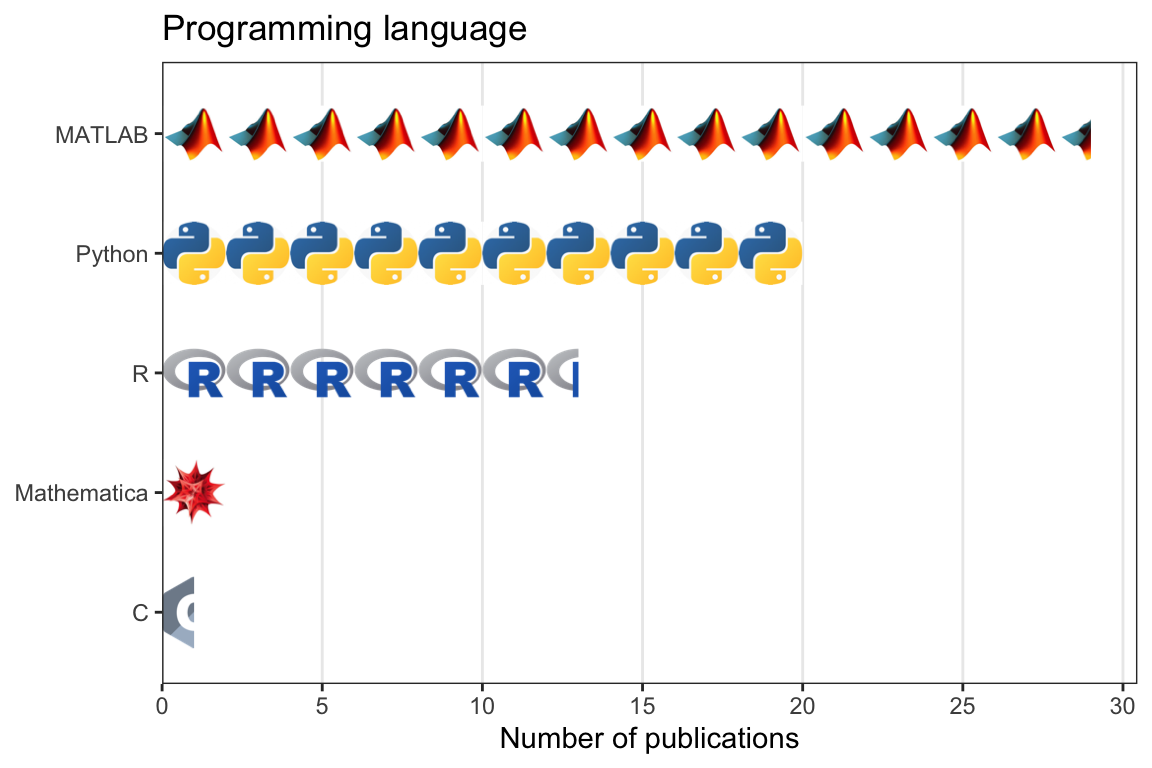 Programming language
MATLAB
Python
R R R R R R R
Mathematica
C C
0 5 10 15 20 25 30
Number of publications